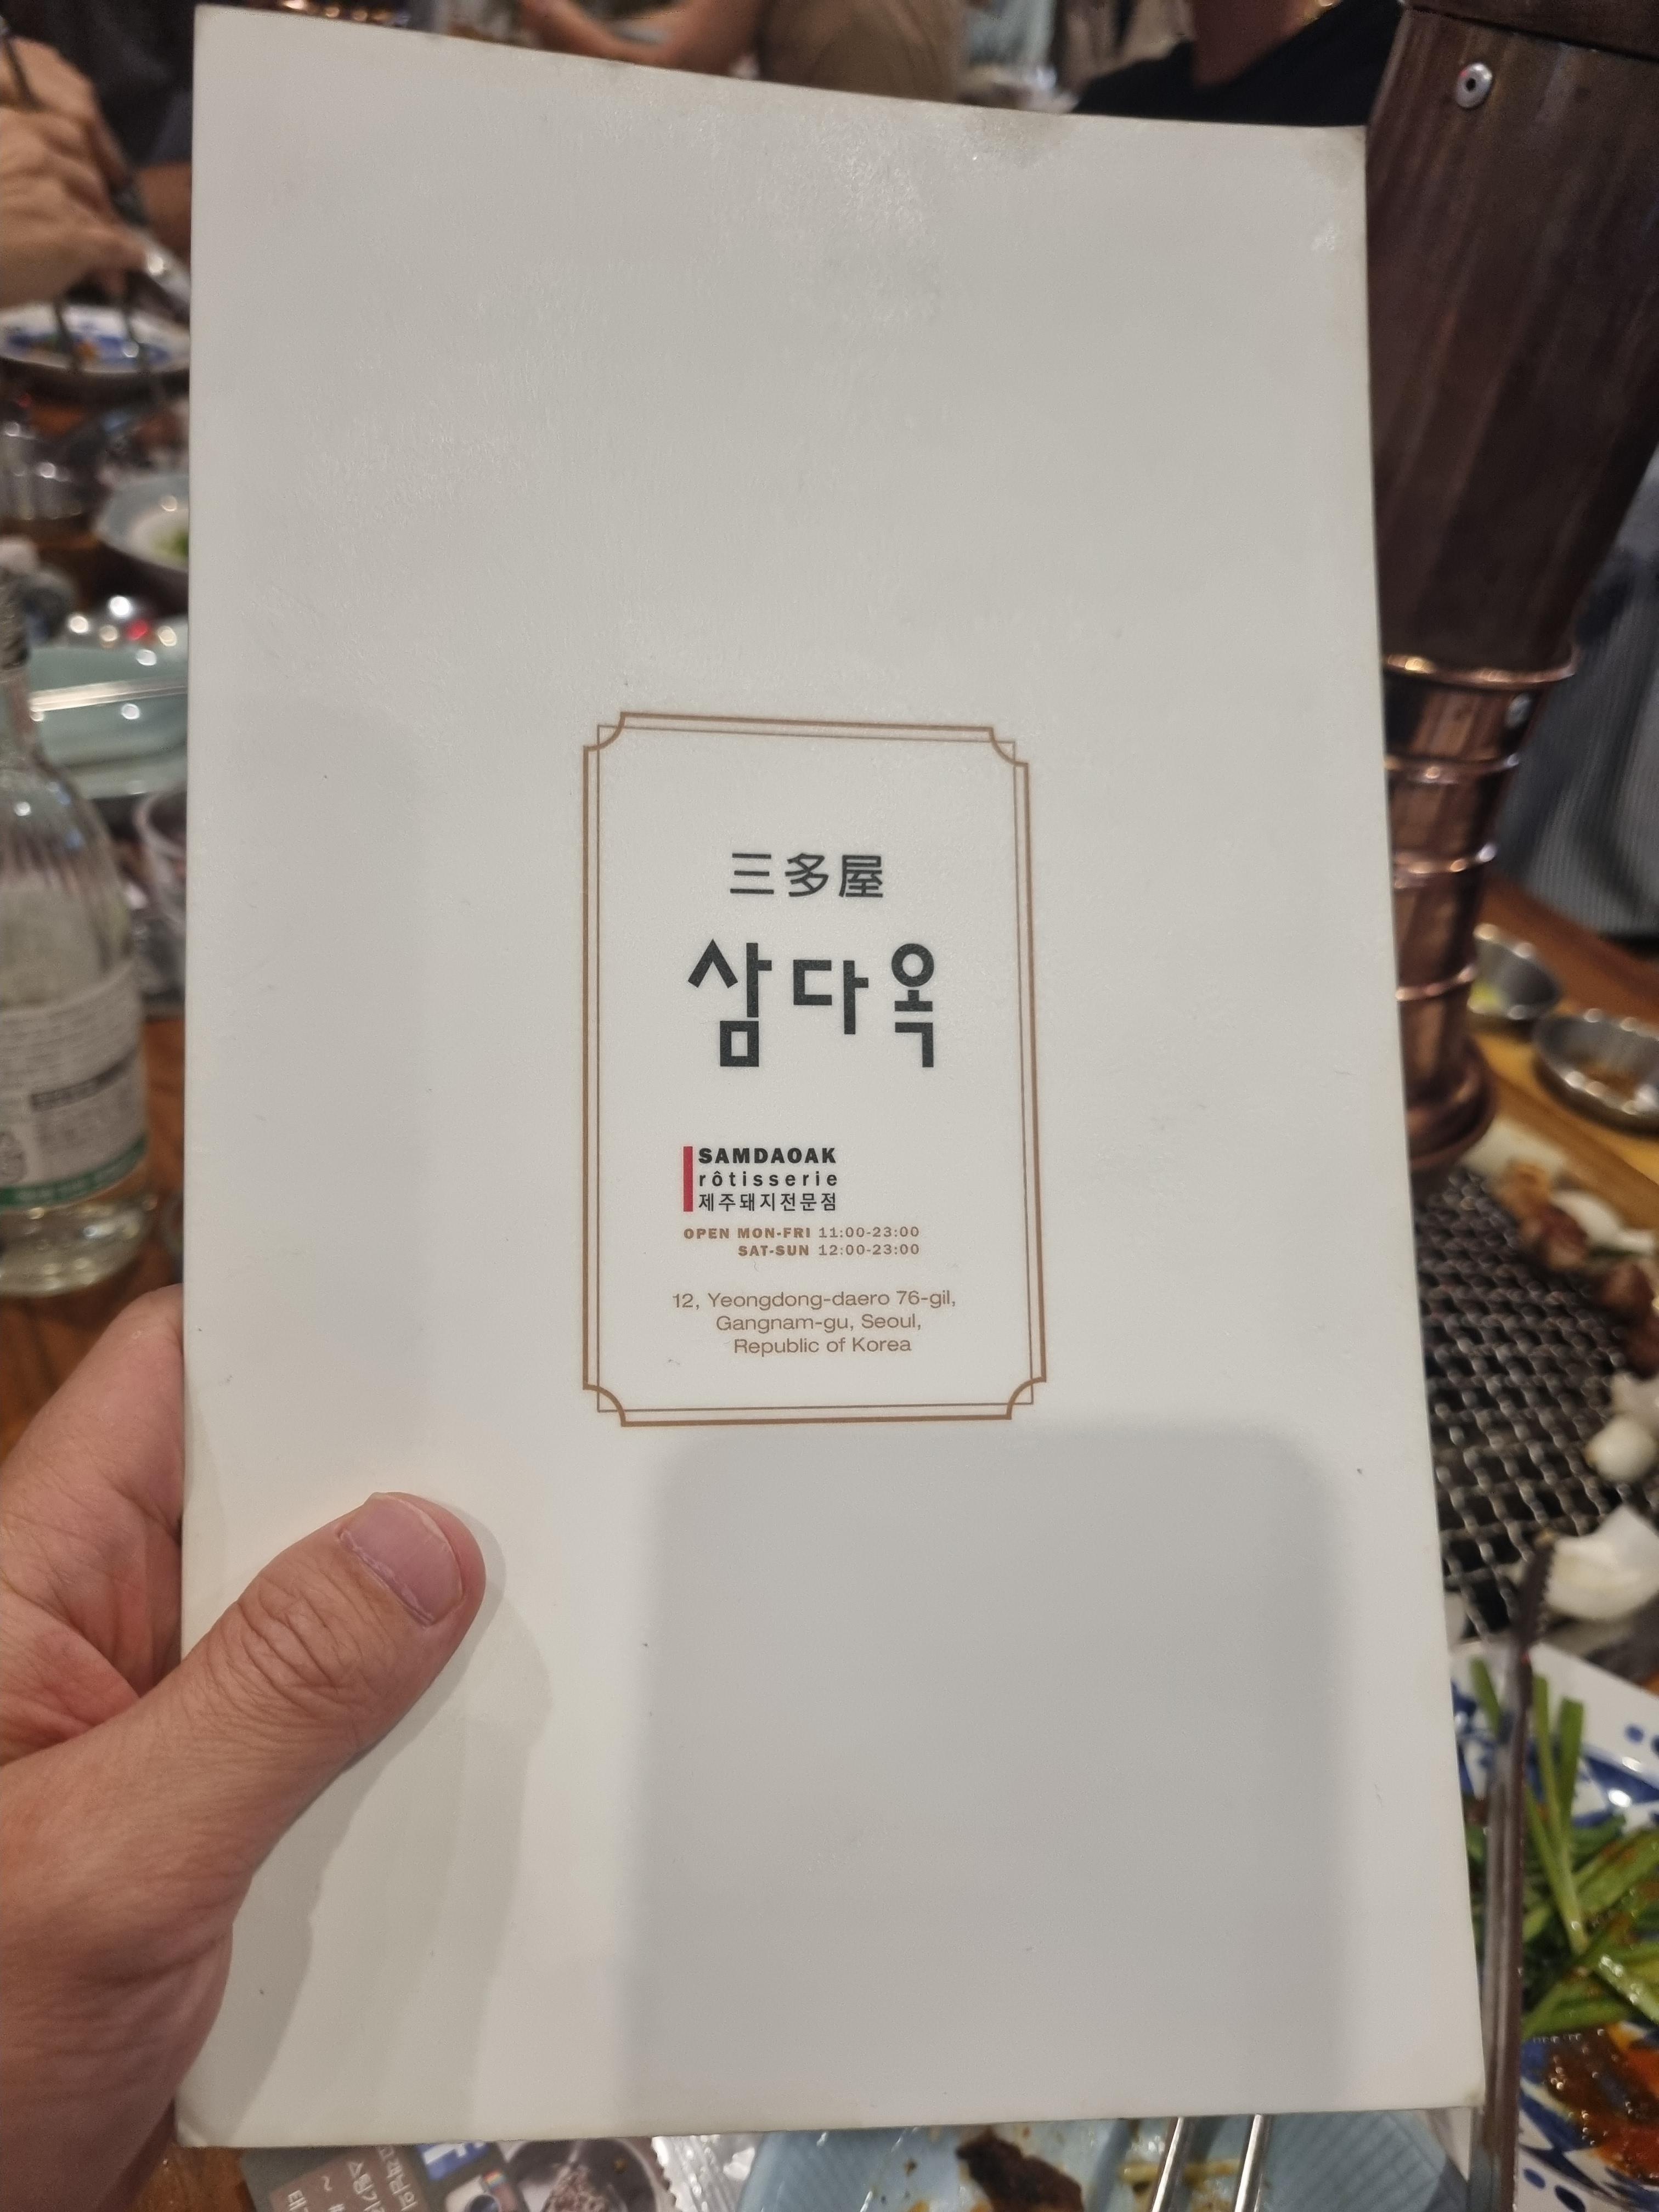 三多屋
삼다옥
SAMDAOAK
rôtisserie
제주돼지전문점
OPEN MON-FRI 11:00-23:00
SAT-SUN 12:00-23:00
12, Yeongdong-daero 76-gil,
Gangnam-gu, Seoul,
Republic of Korea